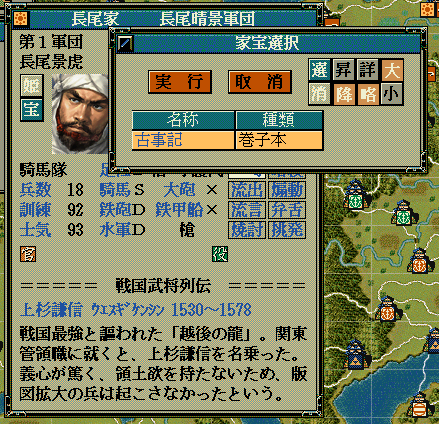 長尾家 長尾晴景軍団
第1軍団
長尾景虎
姫
宝
家宝選択
実行 取消
選 昇 詳 大
消 降 略 小
名称 種類
古事記 巻子本
騎馬隊
兵数 18 騎馬S 大砲× 流出 煽動
訓練 92 鉄砲D 鉄甲船× 流言 弁舌
士気 93 水軍D 槍 焼討 挑発
役
=====戦国武将列伝=====
上杉謙信 ウエスギケンシン 1530〜1578
戦国最強と謳われた「越後の龍」。関東
管領職に就くと、上杉謙信を名乗った。
義心が篤く、領土欲を持たないため、版
図拡大の兵は起こさなかったという。